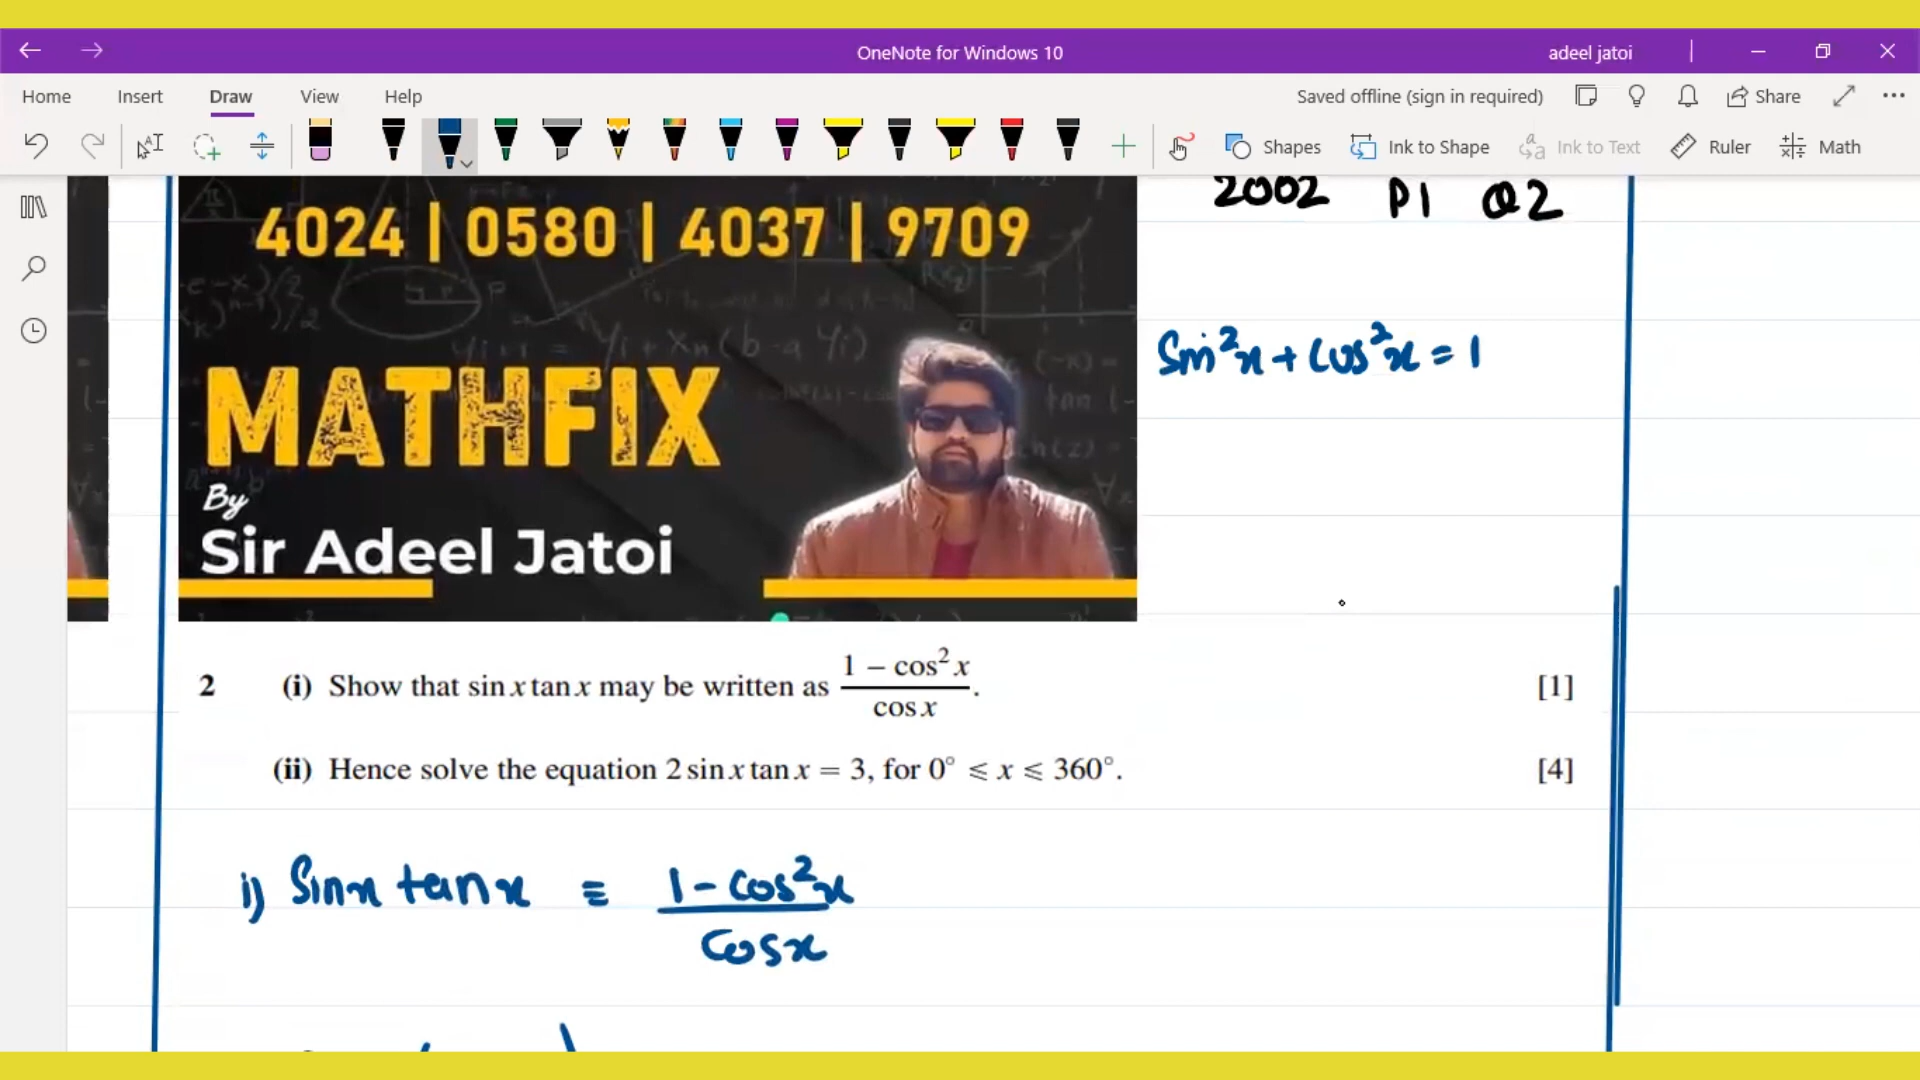 OneNote for Windows 10
adeel jatoi
Home Insert Draw View Help
Saved offline (sign in required)
Share
Shapes
Ink to Shape
Ink to Text
Ruler
Math
4024 | 0580 | 4037 | 9709
2002 P1 Q2
MATHFIX
By
Sir Adeel Jatoi
Sin²x + Cos²x = 1
2 (i) Show that sin x tan x may be written as (1 − cos² x)/(cos x). [1]
(ii) Hence solve the equation 2 sin x tan x = 3, for 0° ⩽ x ⩽ 360°. [4]
i) Sinx tanx ≡ 1 - cos²x
Cosx